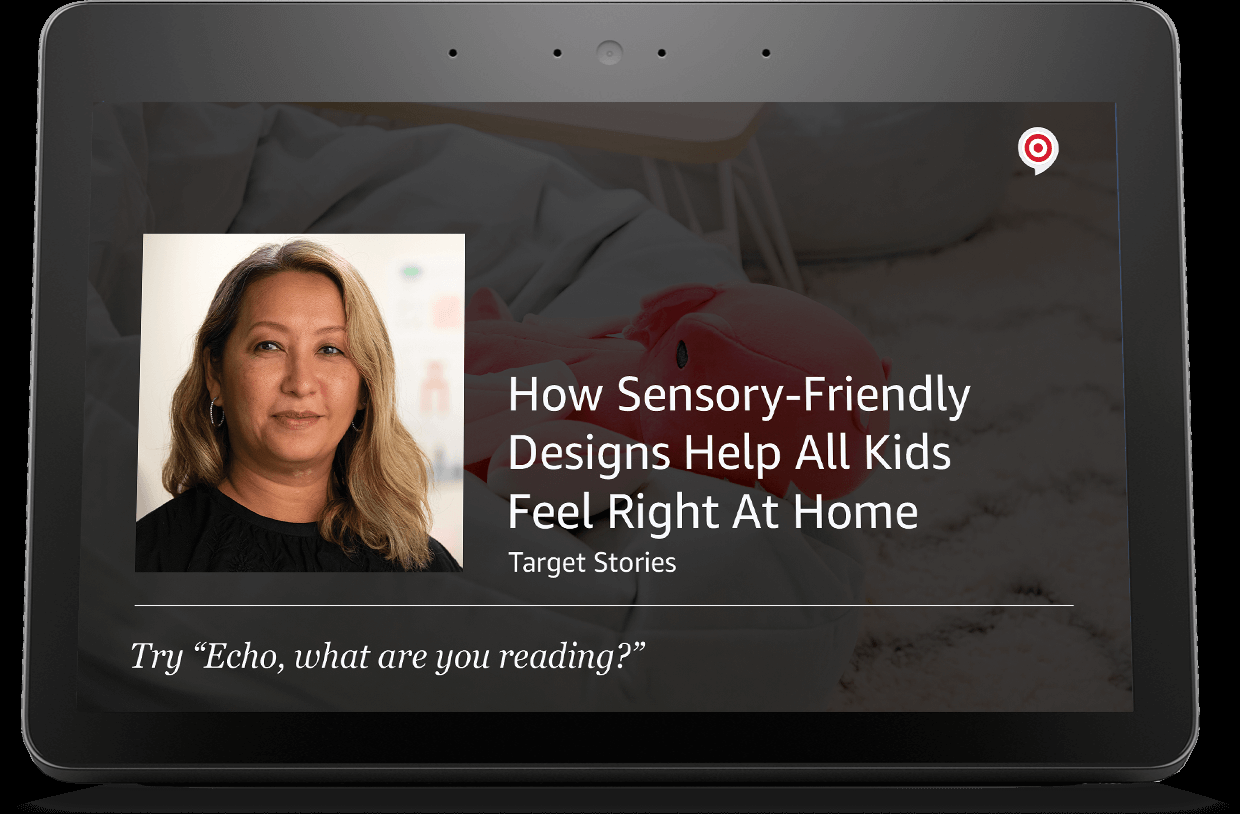 How Sensory-Friendly
Designs Help All Kids
Feel Right At Home
Target Stories
Try “Echo, what are you reading?”